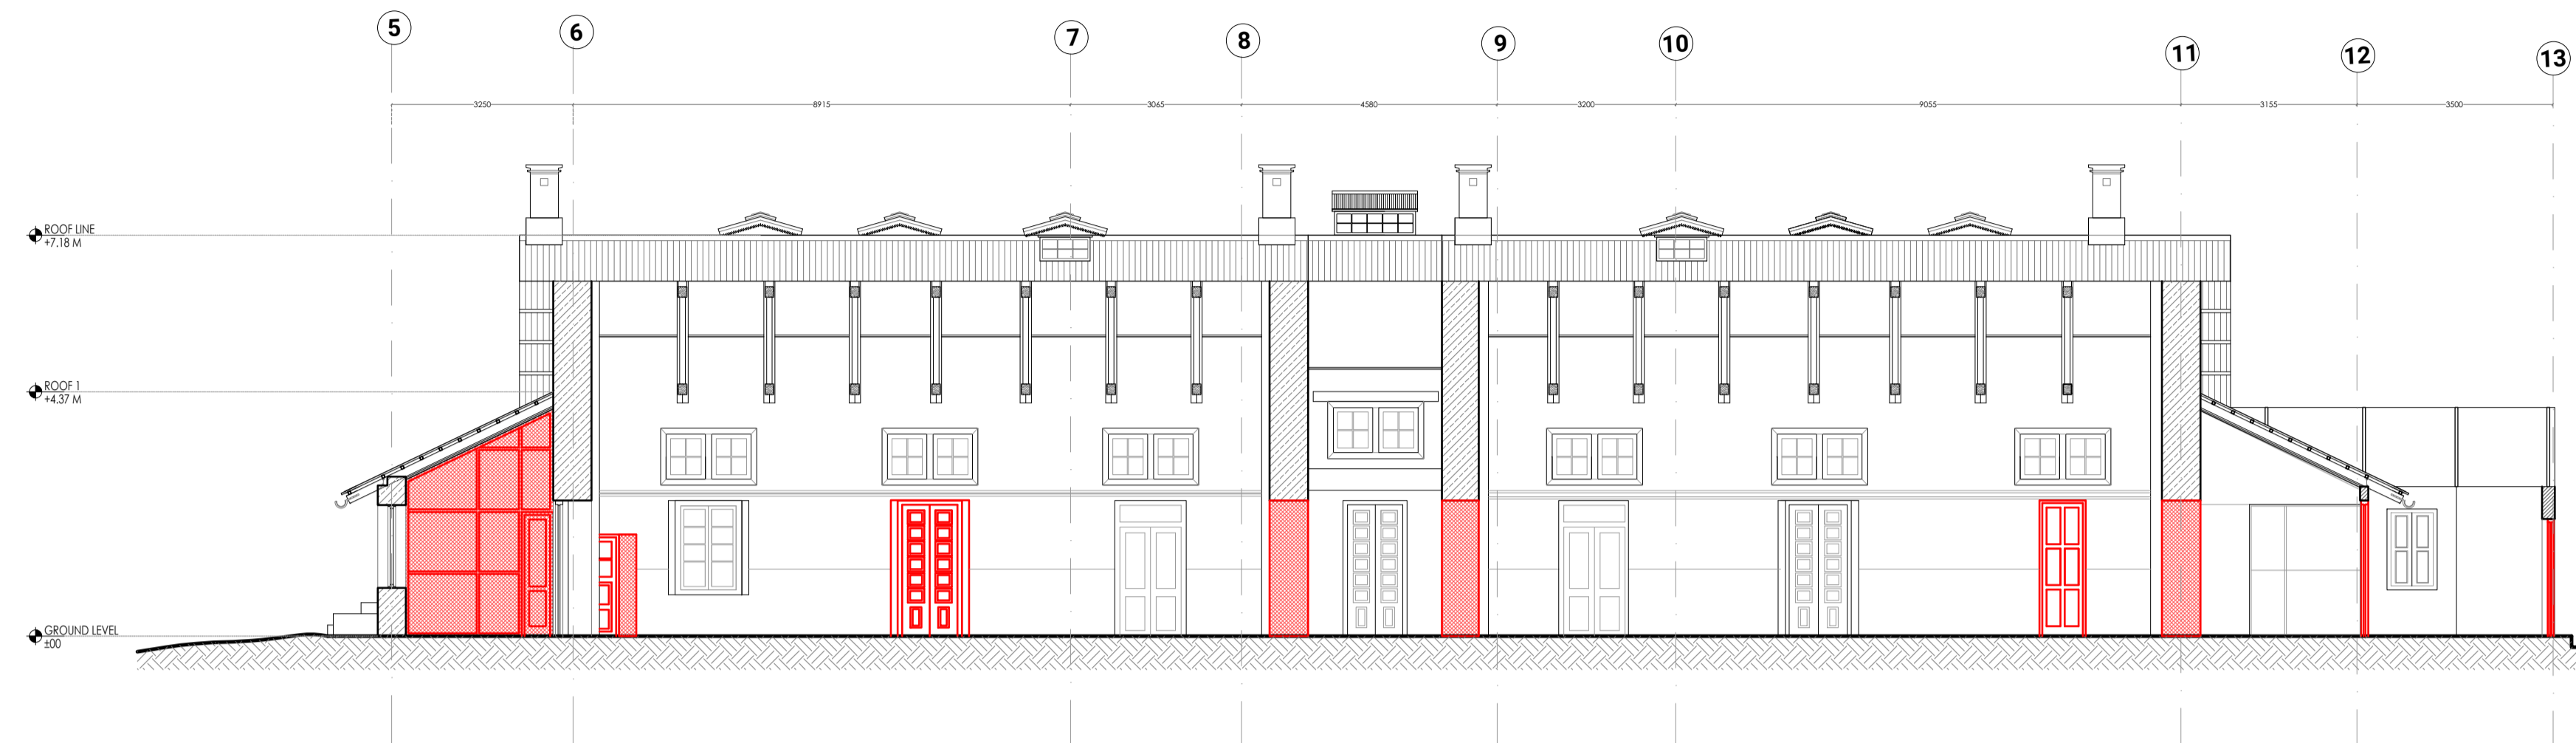 5 6 7 8 9 10 11 12 13
3250 8915 3065 4580 3200 9055 3155 3500
ROOF LINE
+7.18 M
ROOF 1
+4.37 M
GROUND LEVEL
±00